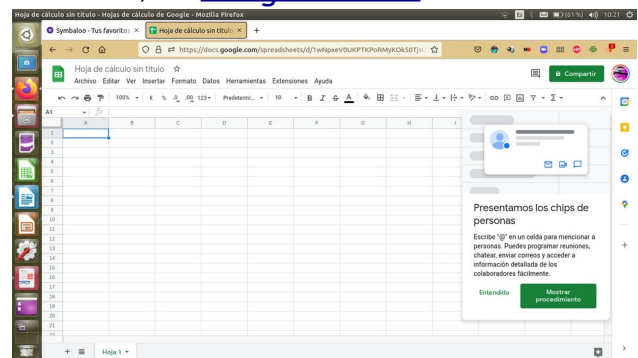 Hoja de cálculo sin título - Hojas de cálculo de Google - Mozilla Firefox
Es
(61%)
10:21
Symbaloo - Tus favoritos ×
Hoja de cálculo sin título ×
+
https://docs.google.com/spreadsheets/d/
Hoja de cálculo sin título
Archivo Editar Ver Insertar Formato Datos Herramientas Extensiones Ayuda
Compartir
100% € % .0 .00 123 Predetermi... 10 B I S A
A1 fx
A B C D E F G H I
1
2
3
4
5
6
7
8
9
10
11
12
13
14
15
16
17
18
19
20
21
Presentamos los chips de
personas
Escribe "@" en un celda para mencionar a
personas. Puedes programar reuniones,
chatear, enviar correos y acceder a
información detallada de los
colaboradores fácilmente.
Entendido
Mostrar
procedimiento
+ Hoja 1